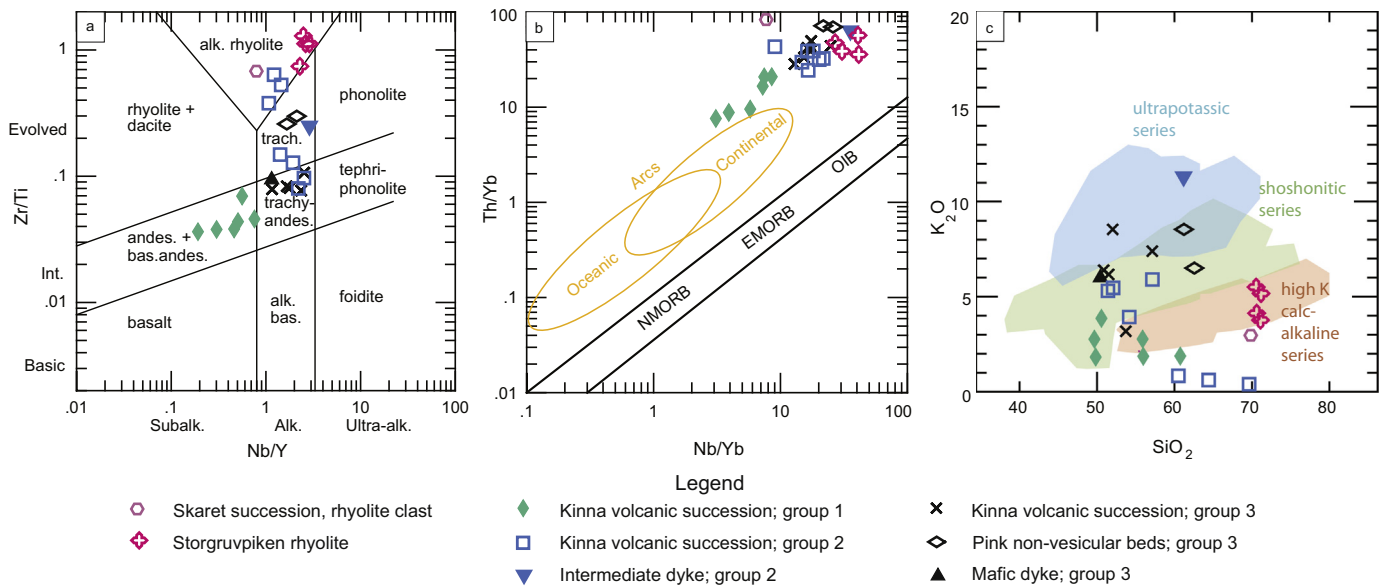 a
alk. rhyolite
rhyolite +
dacite
phonolite
trach.
tephri-
phonolite
trachy-
andes.
andes. +
bas.andes.
basalt
alk.
bas.
foidite
1
.1
.01
Evolved
Int.
Basic
Zr/Ti
.01
.1
1
10
100
Subalk.
Alk.
Ultra-alk.
Nb/Y
b
100
10
1
.1
.01
Th/Yb
Arcs
Continental
Oceanic
OIB
EMORB
NMORB
.1
1
10
100
Nb/Yb
c
20
15
10
5
0
K2O
ultrapotassic
series
shoshonitic
series
high K
calc-
alkaline
series
40
50
60
70
80
SiO2
Legend
Skaret succession, rhyolite clast
Storgruvpiken rhyolite
Kinna volcanic succession; group 1
Kinna volcanic succession; group 2
Intermediate dyke; group 2
Kinna volcanic succession; group 3
Pink non-vesicular beds; group 3
Mafic dyke; group 3